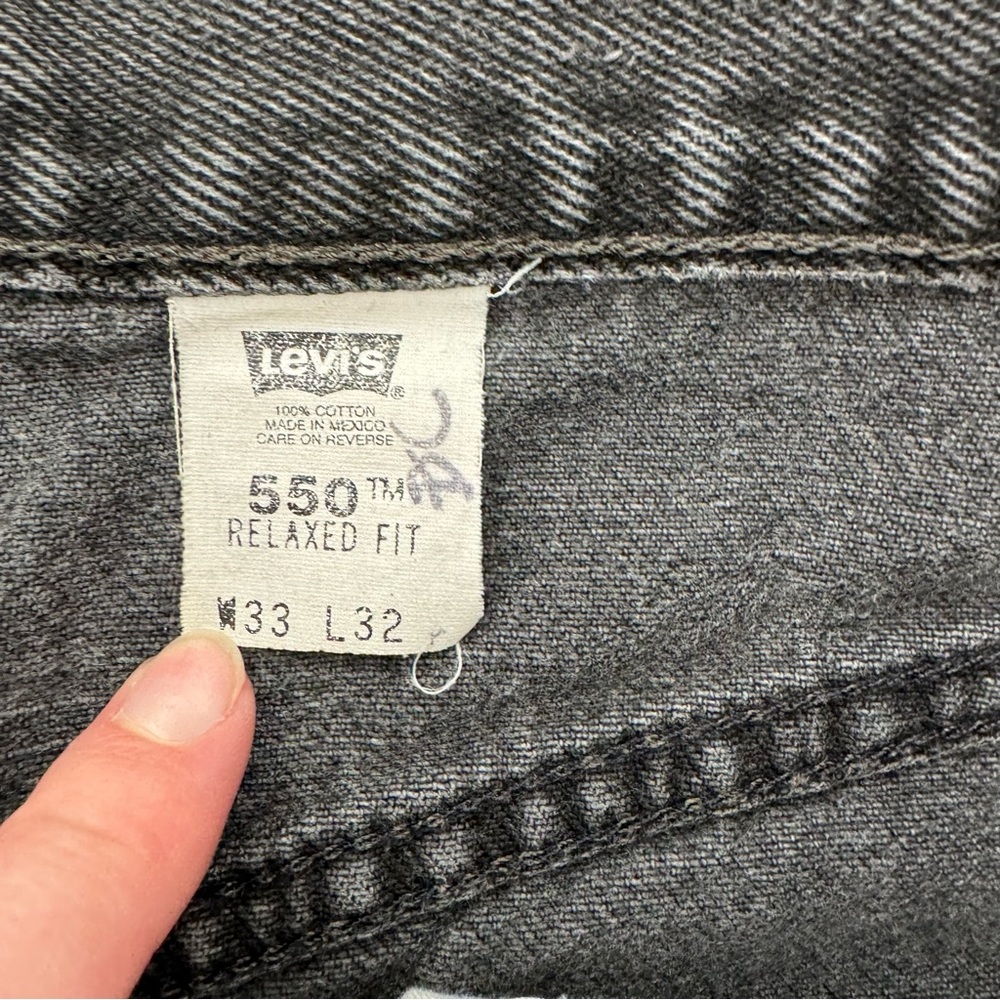 Levi's®
100% COTTON
MADE IN MEXICO
CARE ON REVERSE
550™
RELAXED FIT
W33 L32